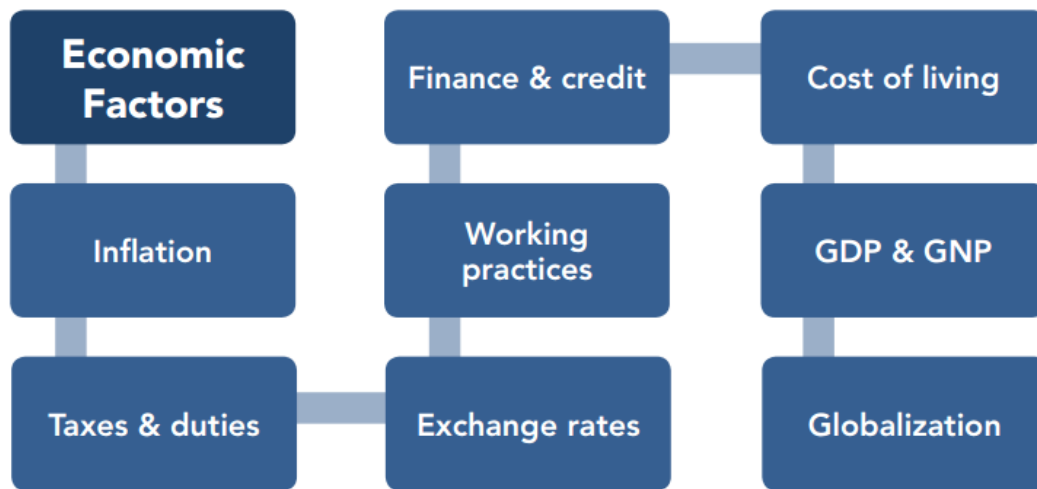 Economic
Factors
Inflation
Taxes & duties
Exchange rates
Working
practices
Finance & credit
Cost of living
GDP & GNP
Globalization